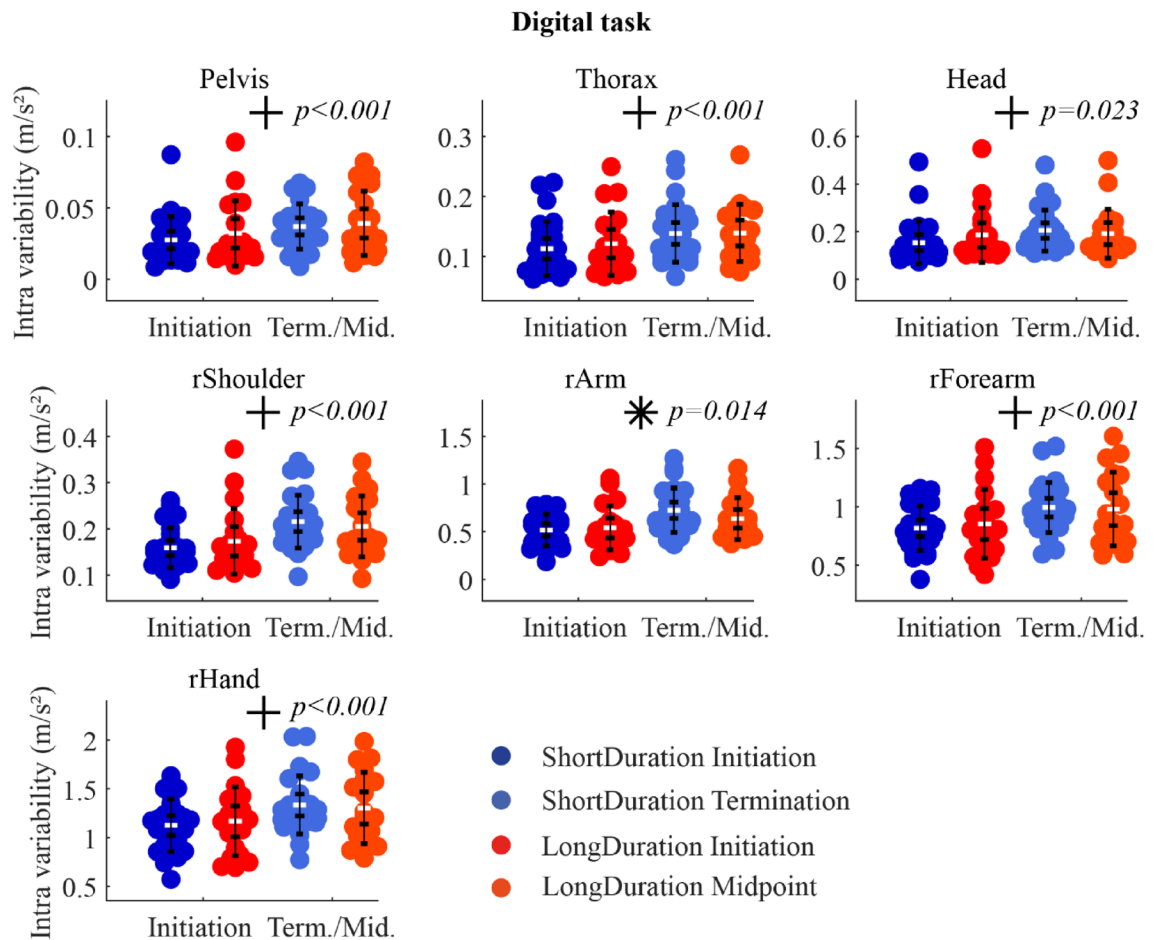 Digital task
Pelvis
Thorax
Head
p<0.001
p<0.001
p=0.023
Intra variability (m/s²)
0.1
0.05
0
0.3
0.2
0.1
0.6
0.4
0.2
0
Initiation Term./Mid.
Initiation Term./Mid.
Initiation Term./Mid.
rShoulder
rArm
rForearm
p<0.001
p=0.014
p<0.001
Intra variability (m/s²)
0.4
0.3
0.2
0.1
1.5
1
0.5
0
1.5
1
0.5
Initiation Term./Mid.
Initiation Term./Mid.
Initiation Term./Mid.
rHand
p<0.001
Intra variability (m/s²)
2
1.5
1
0.5
Initiation Term./Mid.
ShortDuration Initiation
ShortDuration Termination
LongDuration Initiation
LongDuration Midpoint